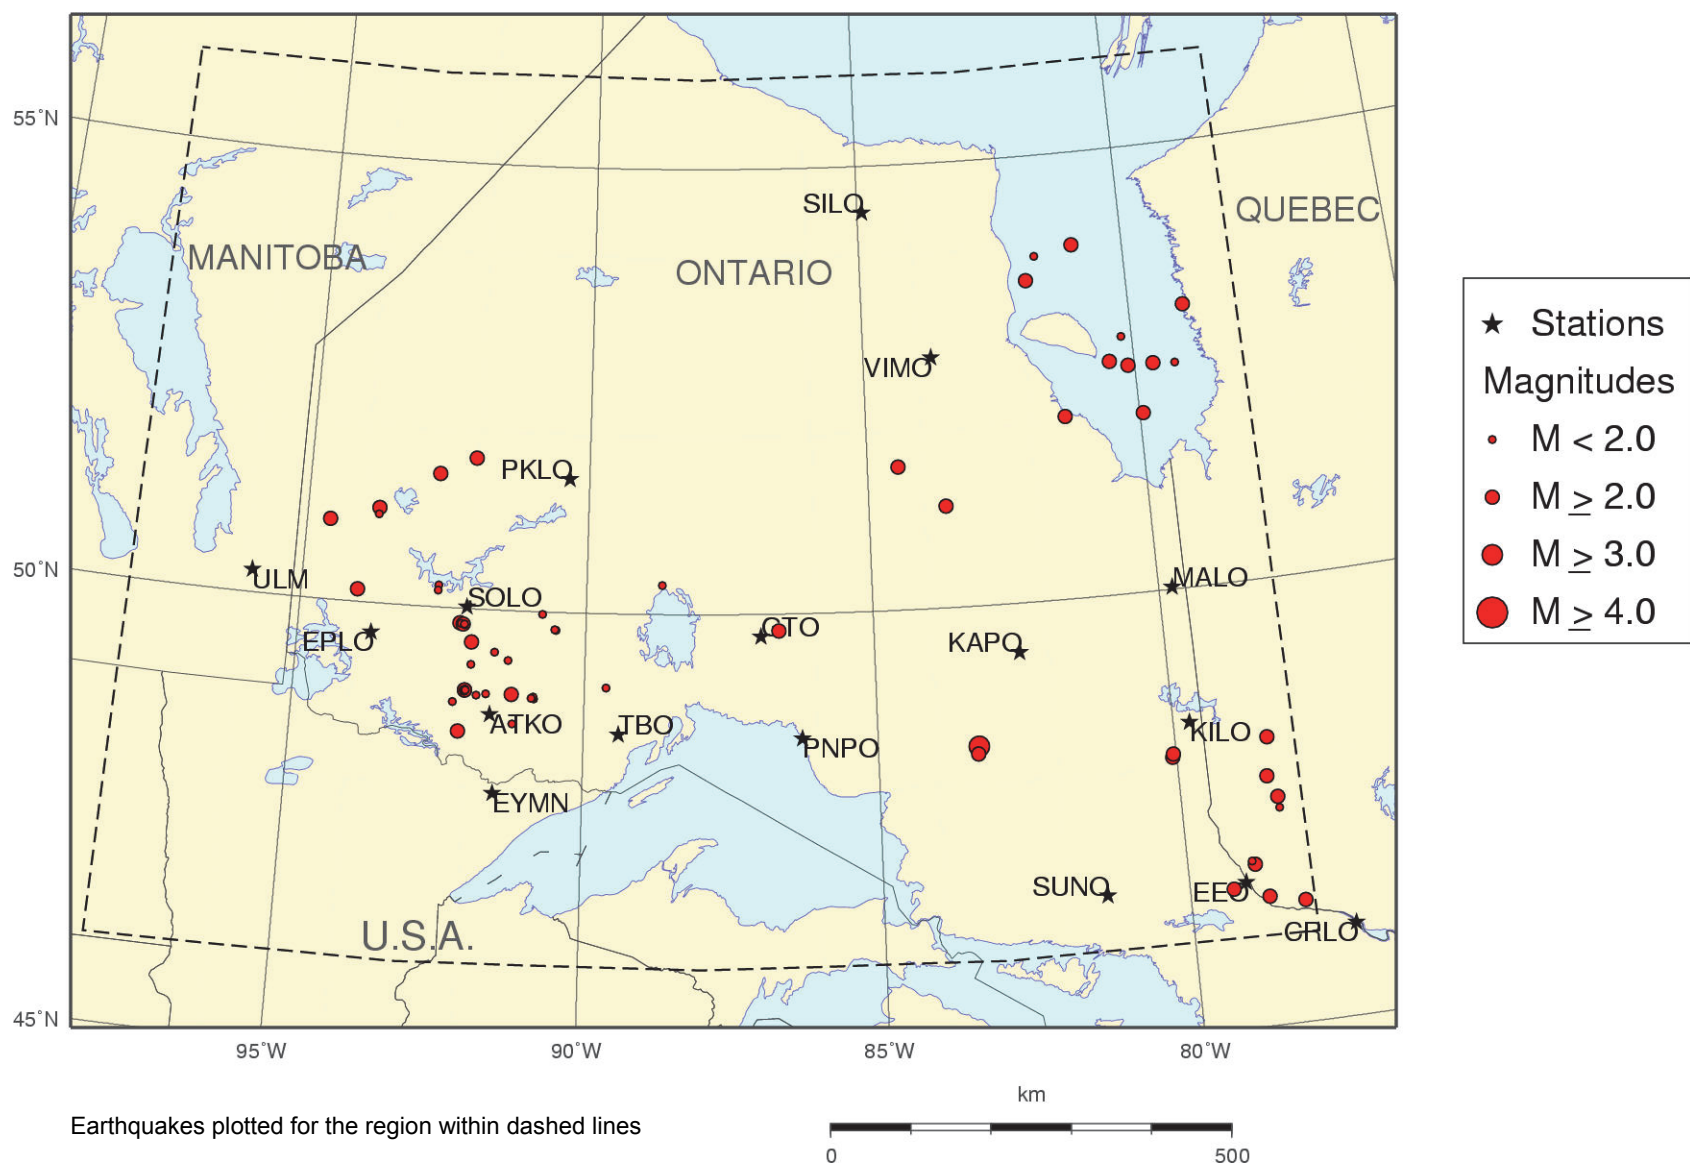 55°N
50°N
45°N
95°W
90°W
85°W
80°W
MANITOBA
ONTARIO
QUEBEC
U.S.A.
SILO
VIMO
PKLO
ULM
SOLO
EPLO
GTO
KAPO
MALO
ATKO
TBO
PNPO
KILO
EYMN
SUNO
EEO
CRLO
Stations
Magnitudes
M < 2.0
M ≥ 2.0
M ≥ 3.0
M ≥ 4.0
km
0 500
Earthquakes plotted for the region within dashed lines